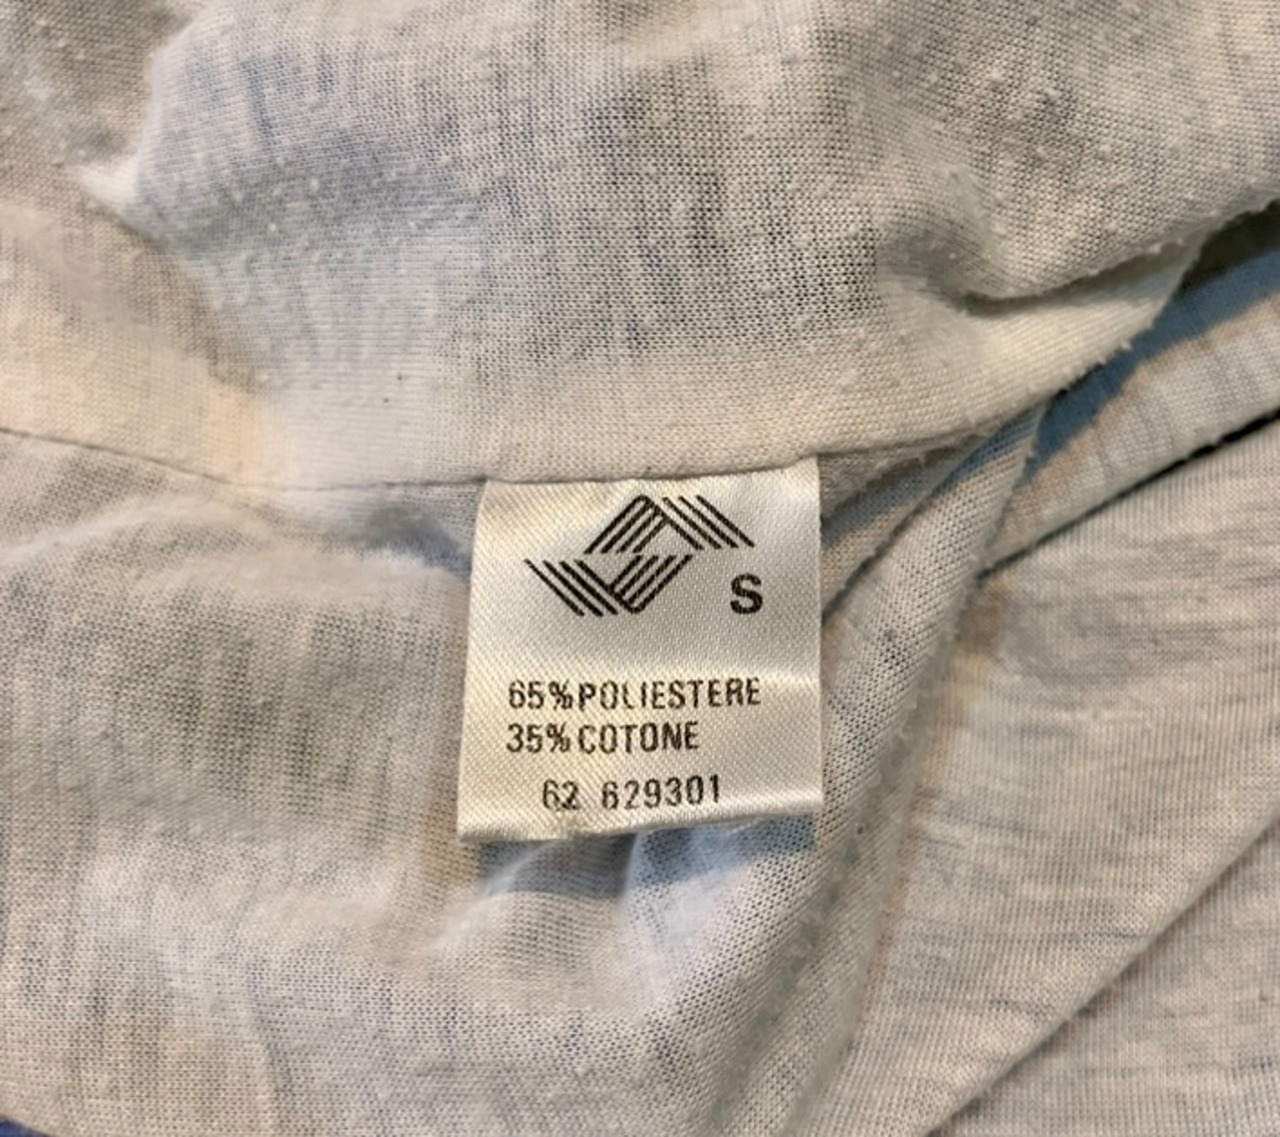 S
65% POLIESTERE
35% COTONE
62 629301